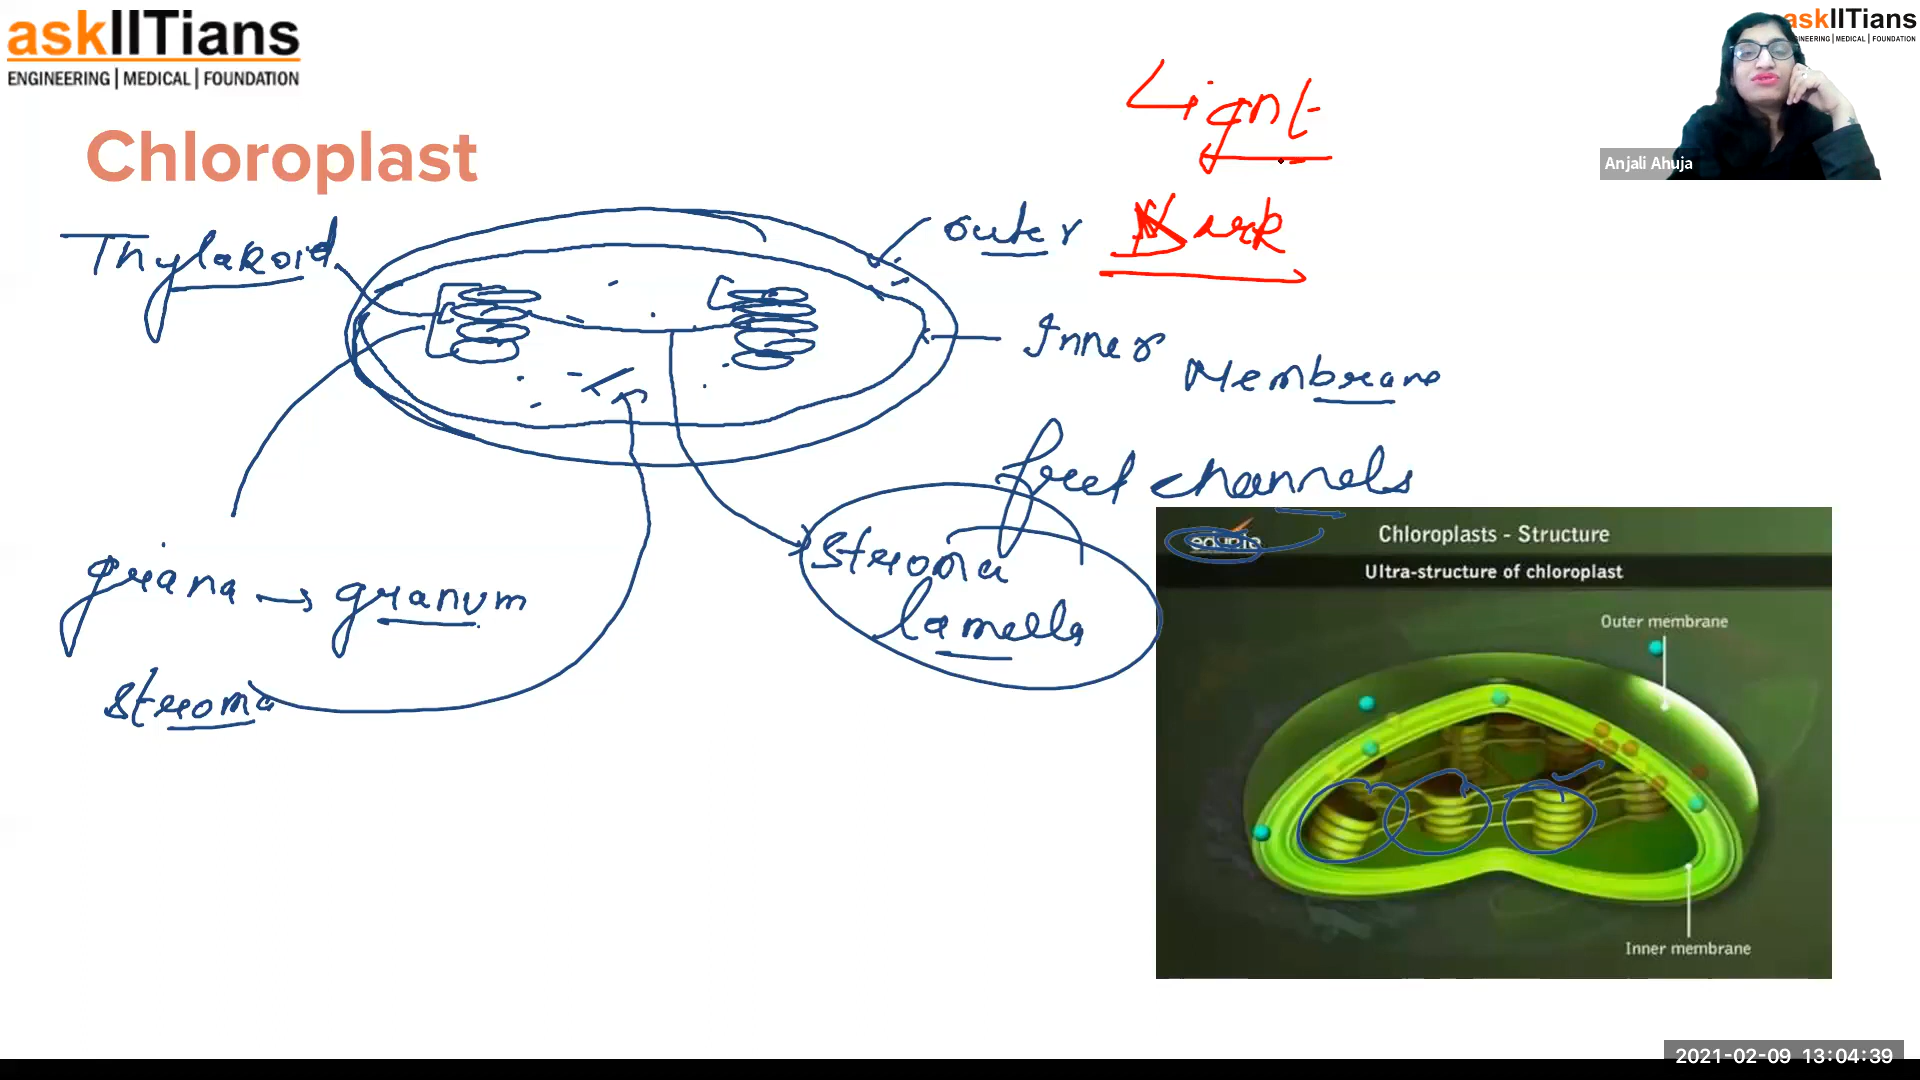 askIITians
ENGINEERING | MEDICAL | FOUNDATION
askIITians
ENGINEERING | MEDICAL | FOUNDATION
Anjali Ahuja
Chloroplast
Light
Dark
Thylakoid
Outer
Inner
Membrane
fret channels
Stroma
lamella
grana → granum
Stroma
Chloroplasts - Structure
Ultra-structure of chloroplast
Outer membrane
Inner membrane
2021-02-09 13:04:39